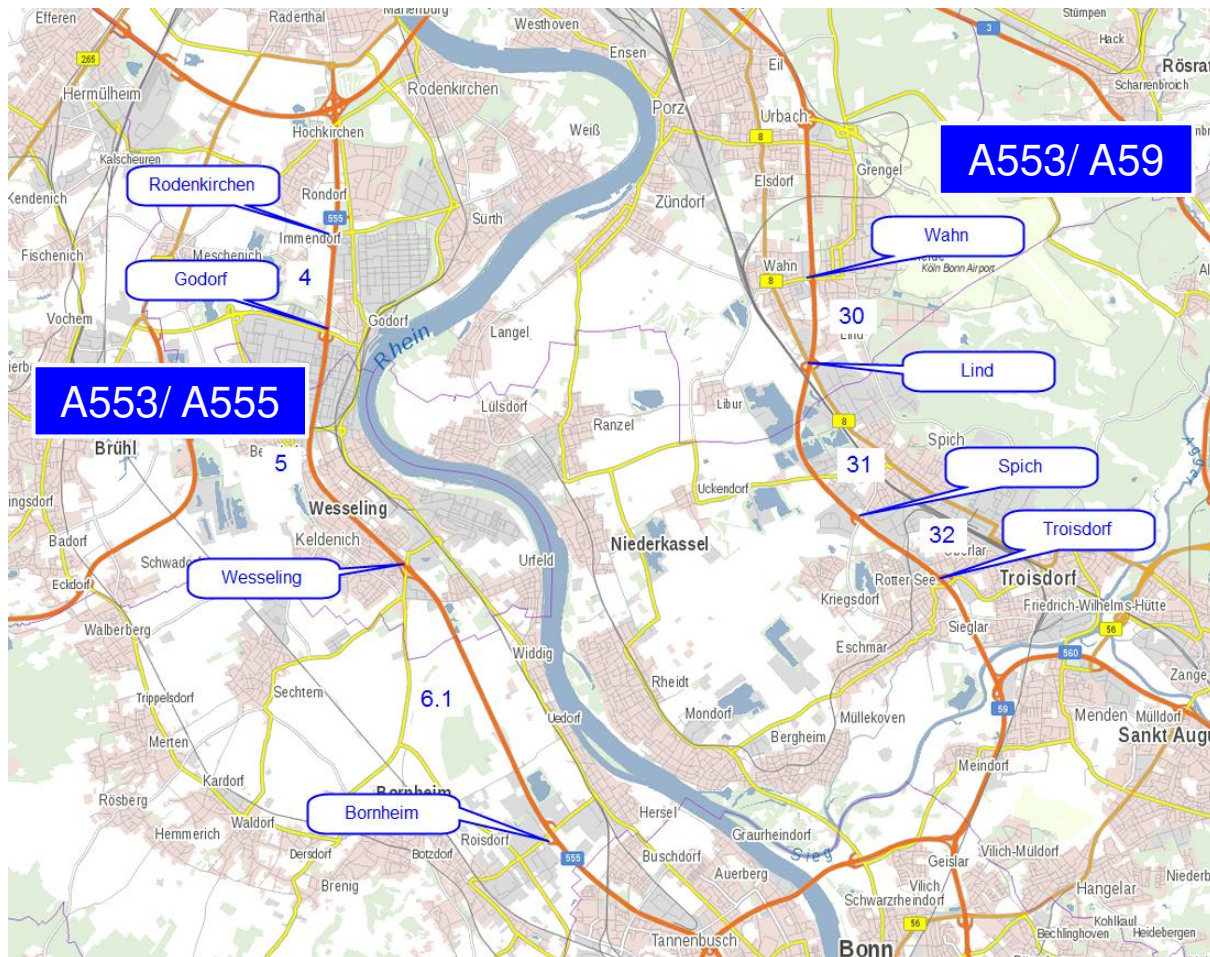 Efferen
Raderthal
Marienburg
Westhoven
Ensen
Eil
3
Stümpen
Hack
Rösrat
Scharrenbroich
265
Hermülheim
Rodenkirchen
Porz
Urbach
Hochkirchen
Weiß
8
Kalscheuren
Grengel
A553/ A59
Rodenkirchen
Rondorf
Elsdorf
Kendenich
Zündorf
555
Sürth
Immendorf
Wahn
Fischenich
Meschenich
Wahn
Köln Bonn Airport
Godorf
4
8
Vochem
Godorf
30
Langel
Lind
Rhein
Lind
A553/ A555
Lülsdorf
Libur
Ranzel
8
Brühl
Spich
5
31
Spich
Uckendorf
Agger
Wesseling
32
Troisdorf
Badorf
Keldenich
Niederkassel
Oberlar
Schwado
Urfeld
Wesseling
Rotter See
Troisdorf
Eckdorf
Kriegsdorf
Friedrich-Wilhelms-Hütte
Walberberg
Sieglar
56
Eschmar
Widdig
560
Sechtem
Rheidt
Zange
Trippelsdorf
6.1
59
Uedorf
Mondorf
Müllekoven
Menden
Mülldorf
Merten
Bergheim
Sankt Augu
Meindorf
Kardorf
Rösberg
Bornheim
Hersel
Bornheim
Waldorf
Hemmerich
Roisdorf
Graurheindorf
Dersdorf
Botzdorf
Sieg
Buschdorf
Geislar
Vilich-Müldorf
555
Auerberg
Brenig
Vilich
Hangelar
Niederb
Schwarzrheindorf
56
Kohlkaul
Heidebergen
Tannenbusch
Bechlinghoven
Bonn